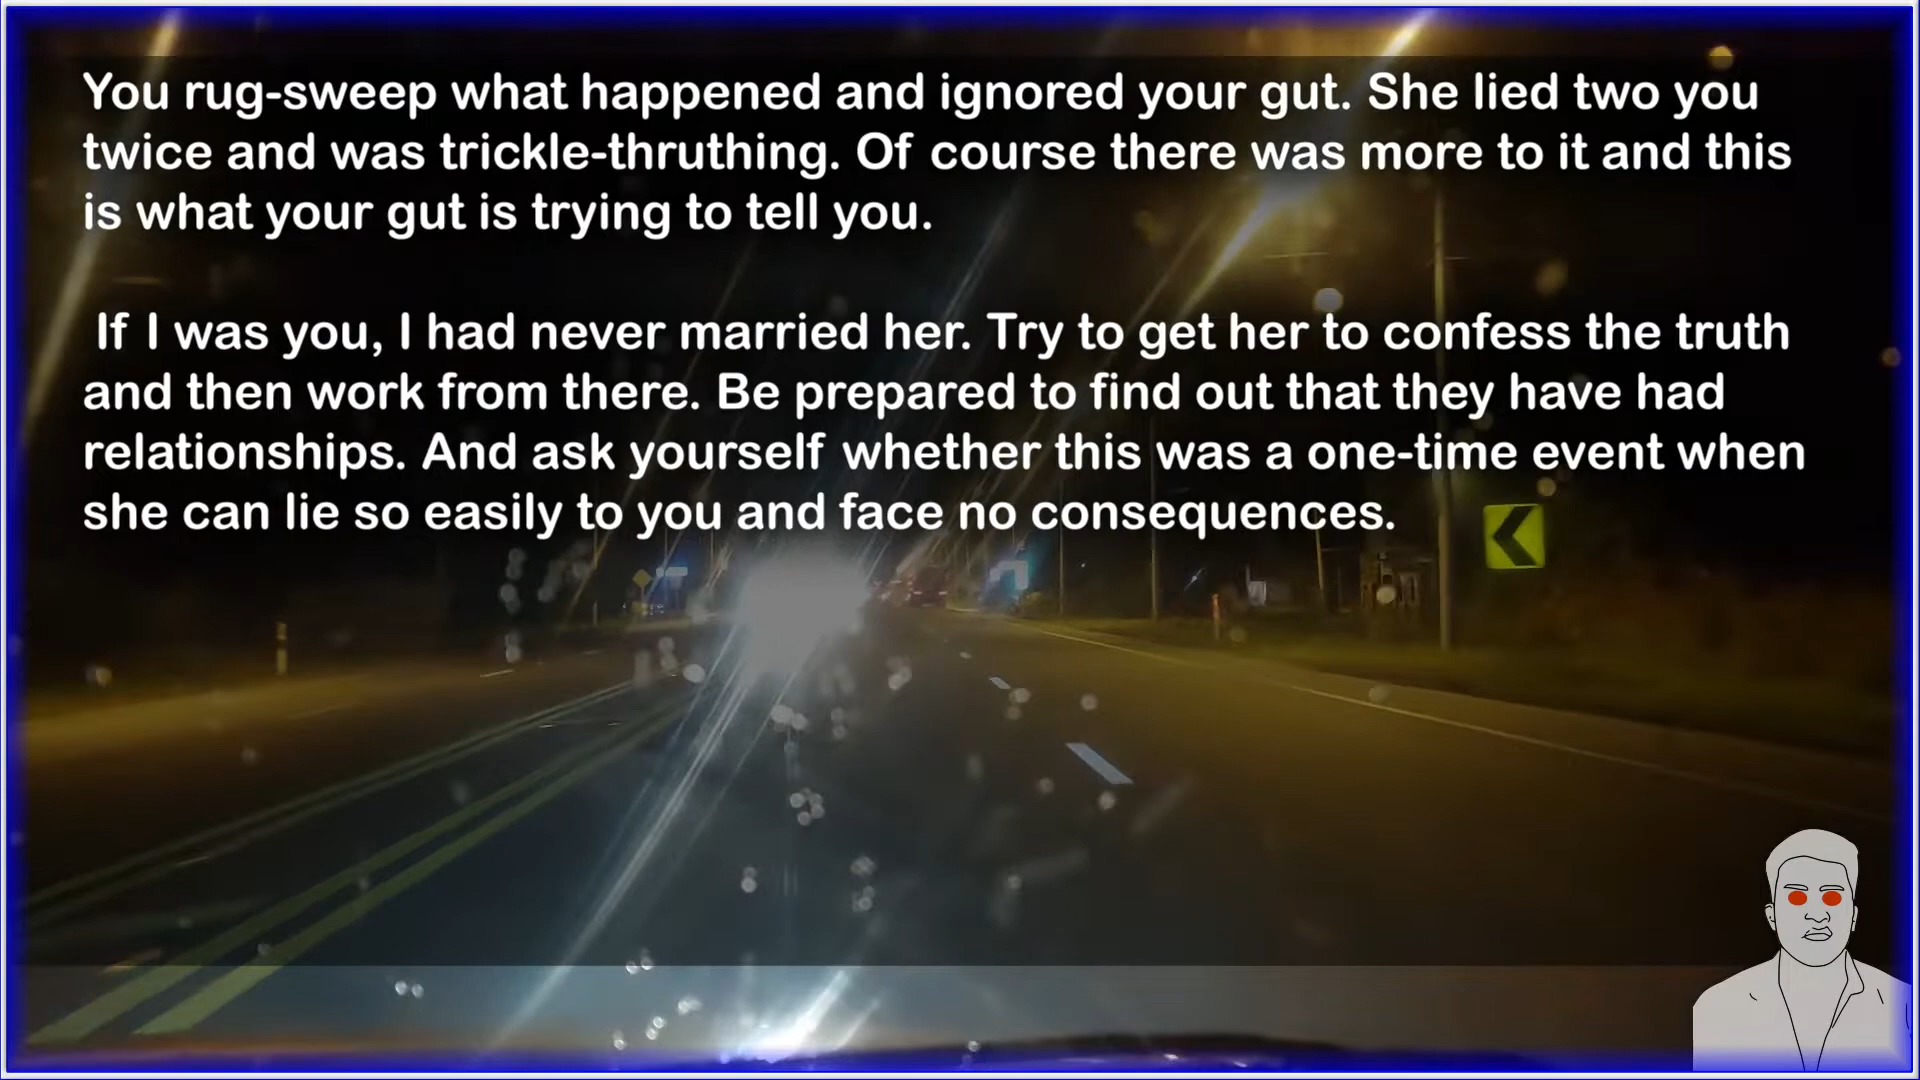 You rug-sweep what happened and ignored your gut. She lied two you
twice and was trickle-thruthing. Of course there was more to it and this
is what your gut is trying to tell you.
If I was you, I had never married her. Try to get her to confess the truth
and then work from there. Be prepared to find out that they have had
relationships. And ask yourself whether this was a one-time event when
she can lie so easily to you and face no consequences.